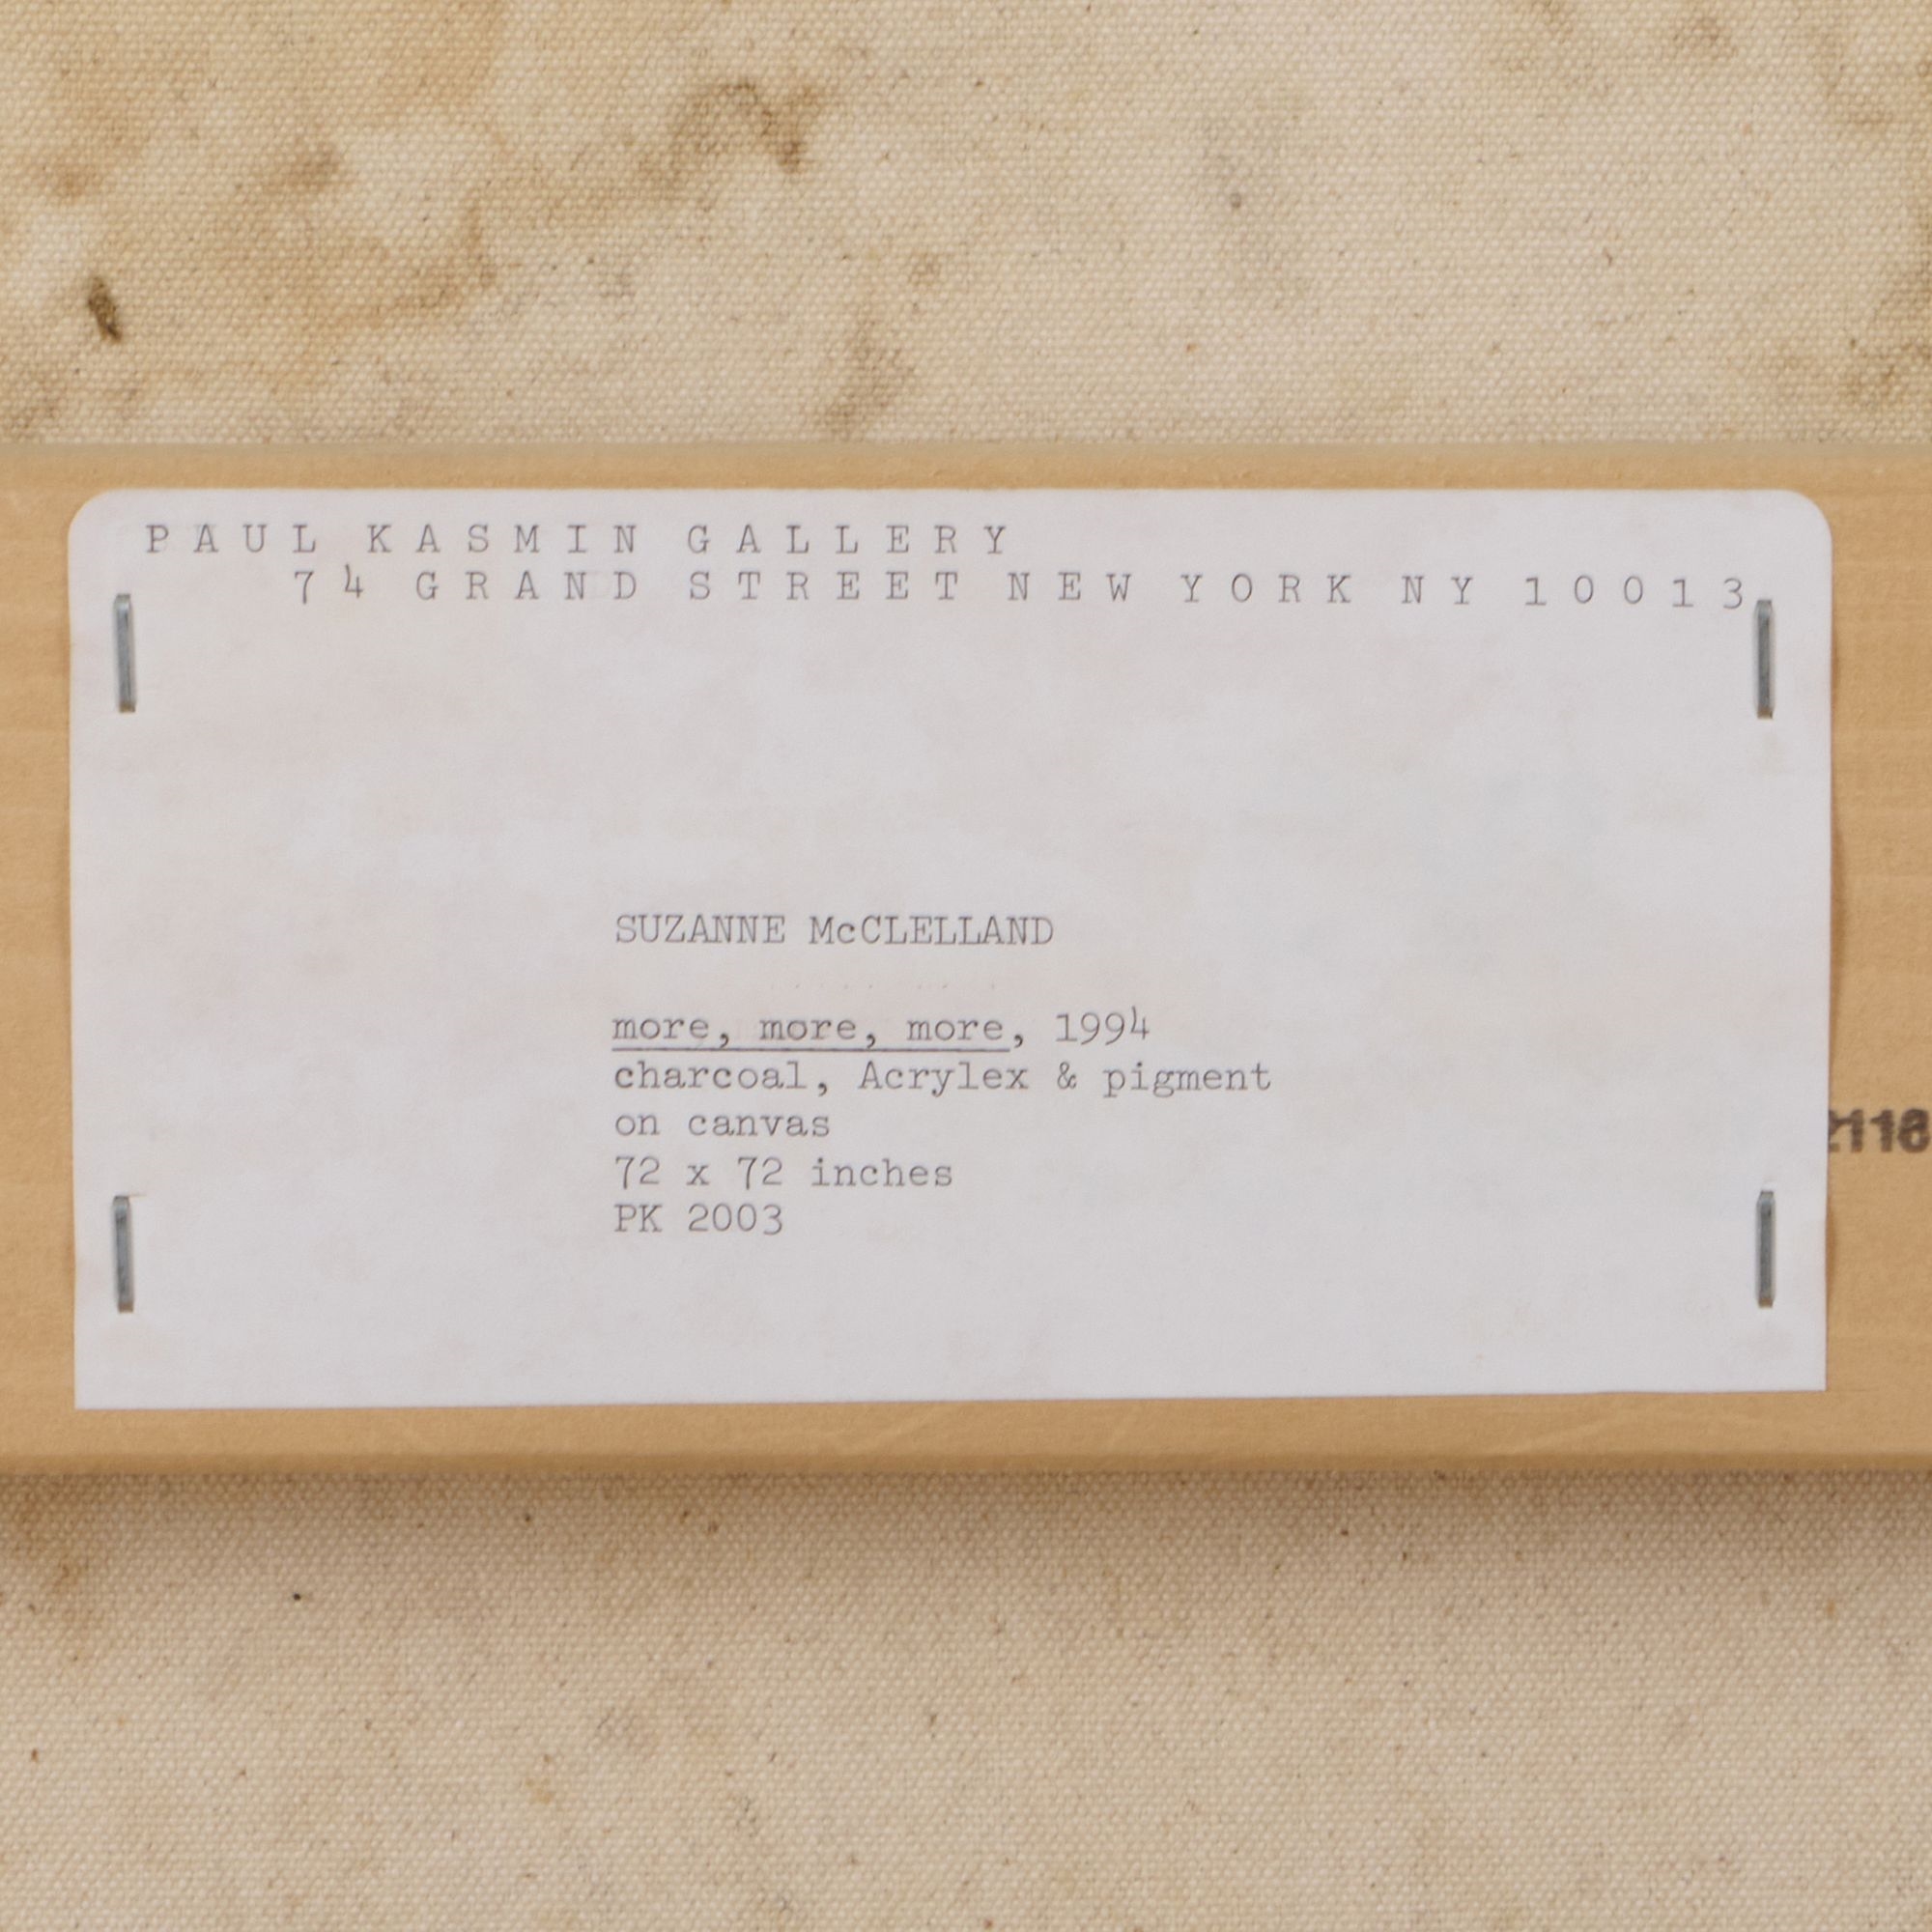 PAUL KASMIN GALLERY
74 GRAND STREET NEW YORK NY 10013
SUZANNE McCLELLAND
more, more, more, 1994
charcoal, Acrylex & pigment
on canvas
72 x 72 inches
PK 2003